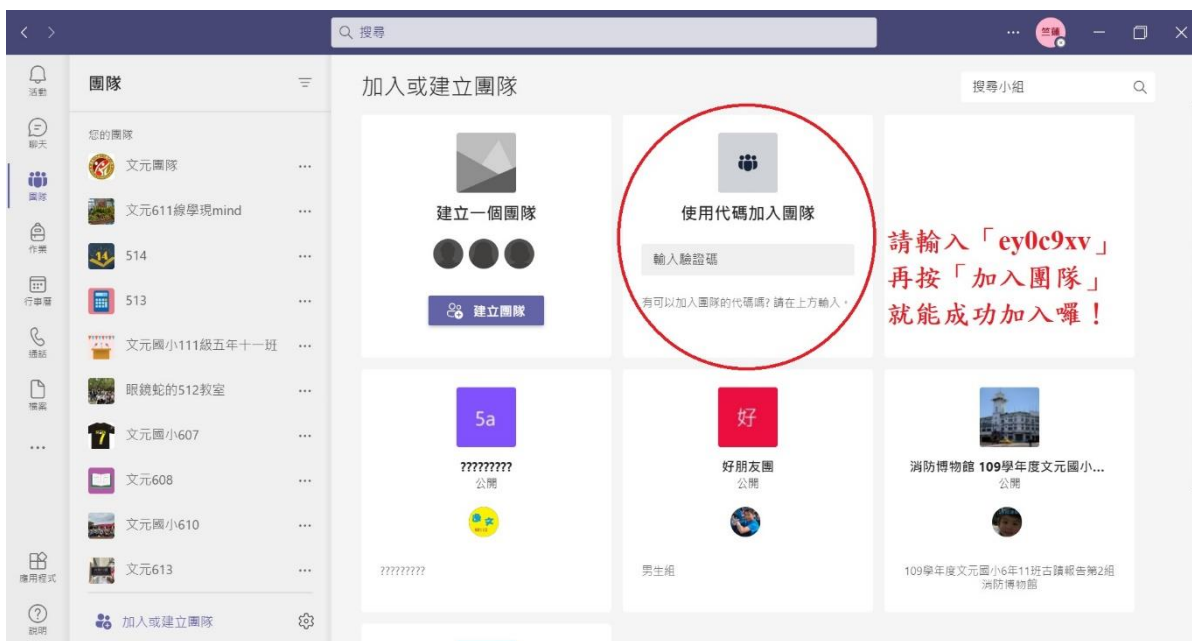 搜尋
...
竺蓮
活動
聊天
團隊
作業
行事曆
通話
檔案
...
應用程式
說明
團隊
您的團隊
文元團隊
文元611線學現mind
514
513
文元國小111級五年十一班
眼鏡蛇的512教室
文元國小607
文元608
文元國小610
文元613
加入或建立團隊
加入或建立團隊
搜尋小組
建立一個團隊
建立團隊
使用代碼加入團隊
輸入驗證碼
有可以加入團隊的代碼嗎? 請在上方輸入。
請輸入「ey0c9xv」
再按「加入團隊」
就能成功加入囉！
5a
?????????
公開
?????????
好
好朋友團
公開
男生組
消防博物館 109學年度文元國小...
公開
109學年度文元國小6年11班古蹟報告第2組
消防博物館